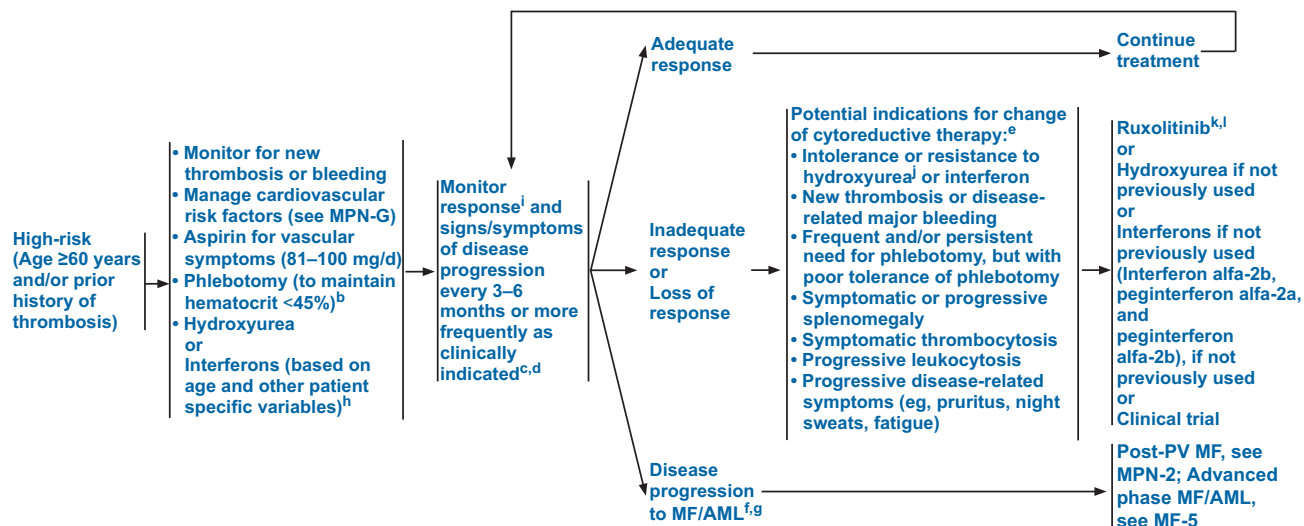 High-risk
(Age ≥60 years
and/or prior
history of
thrombosis)
• Monitor for new
thrombosis or bleeding
• Manage cardiovascular
risk factors (see MPN-G)
• Aspirin for vascular
symptoms (81–100 mg/d)
• Phlebotomy (to maintain
hematocrit <45%)b
• Hydroxyurea
or
Interferons (based on
age and other patient
specific variables)h
Monitor
responsei and
signs/symptoms
of disease
progression
every 3–6
months or more
frequently as
clinically
indicatedc,d
Adequate
response
Continue
treatment
Inadequate
response
or
Loss of
response
Potential indications for change
of cytoreductive therapy:e
• Intolerance or resistance to
hydroxyureaj or interferon
• New thrombosis or disease-
related major bleeding
• Frequent and/or persistent
need for phlebotomy, but with
poor tolerance of phlebotomy
• Symptomatic or progressive
splenomegaly
• Symptomatic thrombocytosis
• Progressive leukocytosis
• Progressive disease-related
symptoms (eg, pruritus, night
sweats, fatigue)
Ruxolitinibk,l
or
Hydroxyurea if not
previously used
or
Interferons if not
previously used
(Interferon alfa-2b,
peginterferon alfa-2a,
and
peginterferon
alfa-2b), if not
previously used
or
Clinical trial
Disease
progression
to MF/AMLf,g
Post-PV MF, see
MPN-2; Advanced
phase MF/AML,
see MF-5